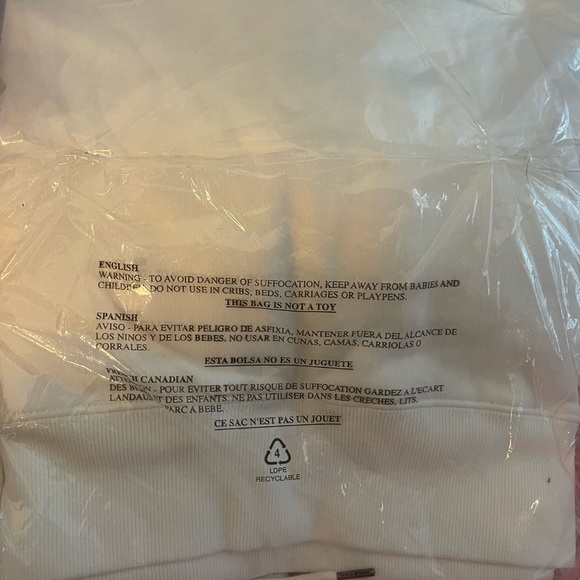 ENGLISH
WARNING - TO AVOID DANGER OF SUFFOCATION, KEEP AWAY FROM BABIES AND
DO NOT USE IN CRIBS, BEDS, CARRIAGES OR PLAYPENS.
THIS BAG IS NOT A TOY
SPANISH
AVISO - PARA EVITAR PELIGRO DE ASFIXIA, MANTENER FUERA DEL ALCANCE DE
LOS NINOS Y DE LOS BEBES, NO USAR EN CUNAS, CAMAS, CARRIOLAS O
CORRALES.
ESTA BOLSA NO ES UN JUGUETE
CANADIAN
POUR EVITER TOUT RISQUE DE SUFFOCATION GARDEZ A L'ECART
DES ENFANTS. NE PAS UTILISER DANS LES CRECHES, LITS,
PARC A BEBE.
CE SAC N'EST PAS UN JOUET
4
LDPE
RECYCLABLE